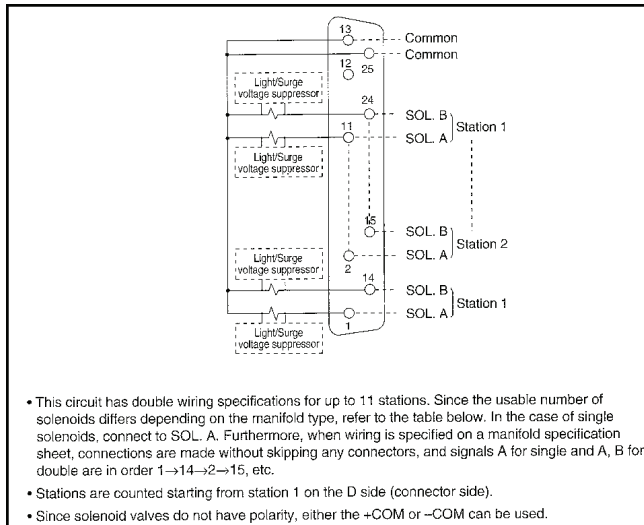 13
Common
Common
12
25
Light/Surge
voltage suppressor
24
SOL. B
Station 1
11
SOL. A
Light/Surge
voltage suppressor
15
SOL. B
Station 2
Light/Surge
voltage suppressor
2
SOL. A
14
SOL. B
Station 1
1
SOL. A
Light/Surge
voltage suppressor
• This circuit has double wiring specifications for up to 11 stations. Since the usable number of
solenoids differs depending on the manifold type, refer to the table below. In the case of single
solenoids, connect to SOL. A. Furthermore, when wiring is specified on a manifold specification
sheet, connections are made without skipping any connectors, and signals A for single and A, B for
double are in order 1→14→2→15, etc.
• Stations are counted starting from station 1 on the D side (connector side).
• Since solenoid valves do not have polarity, either the +COM or –COM can be used.